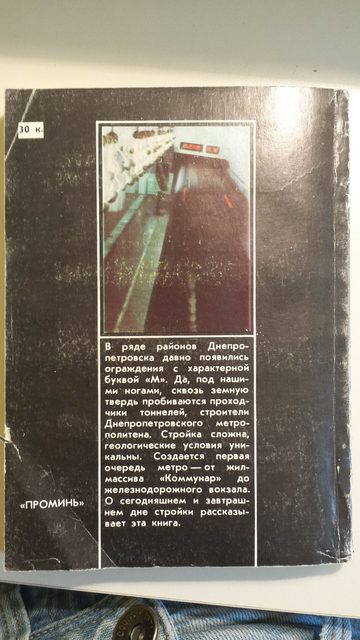 30 к.
В ряде районов Днепро-
петровска давно появились
ограждения с характерной
буквой «М». Да, под наши-
ми ногами, сквозь земную
твердь пробиваются проход-
чики тоннелей, строители
Днепропетровского метро-
политена. Стройка сложна,
геологические условия уни-
кальны. Создается первая
очередь метро — от жил-
массива «Коммунар» до
железнодорожного вокзала.
О сегодняшнем и завтраш-
нем дне стройки рассказы-
вает эта книга.
«ПРОМИНЬ»